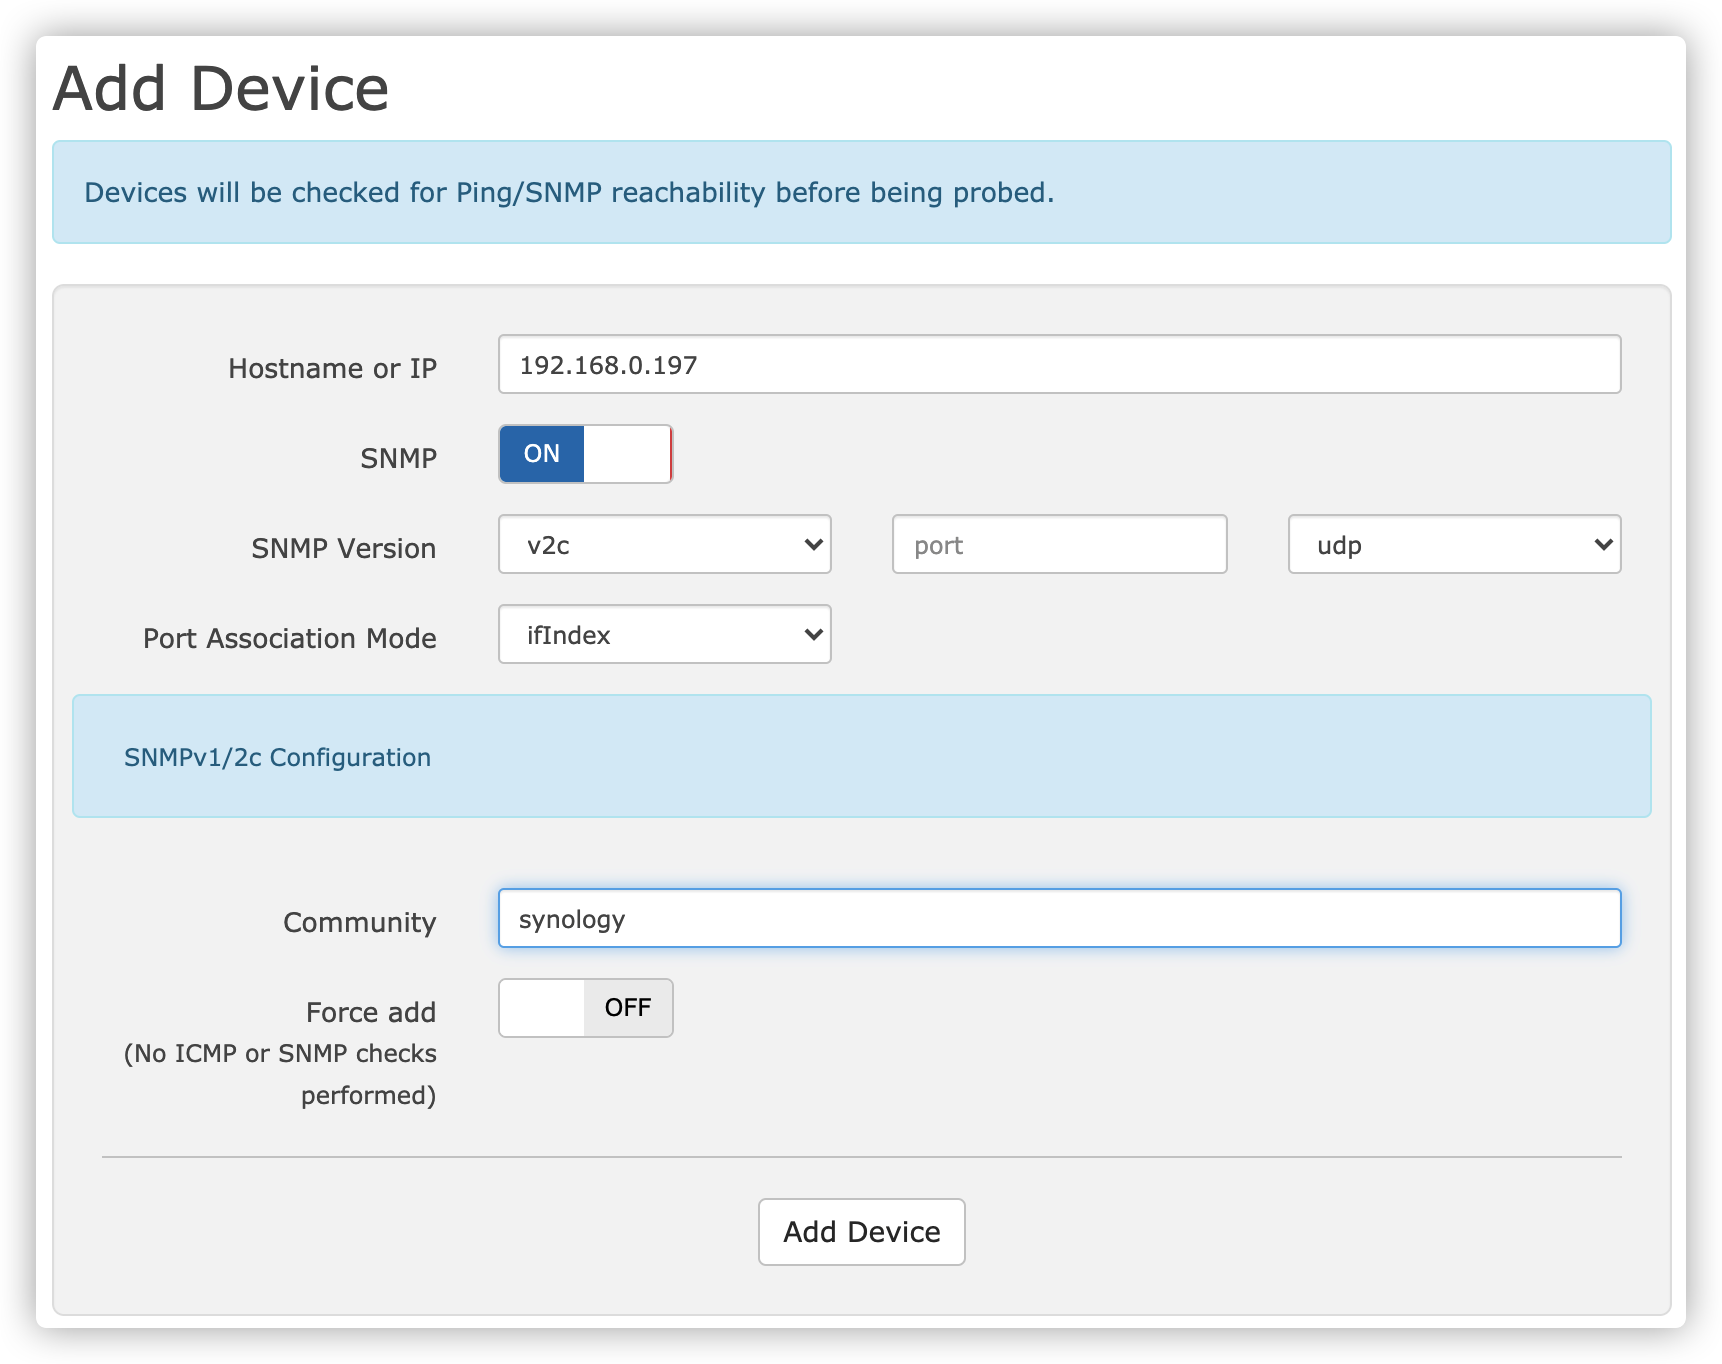 Add Device
Devices will be checked for Ping/SNMP reachability before being probed.
Hostname or IP 192.168.0.197
SNMP ON
SNMP Version v2c port udp
Port Association Mode ifIndex
SNMPv1/2c Configuration
Community synology
Force add OFF
(No ICMP or SNMP checks
performed)
Add Device